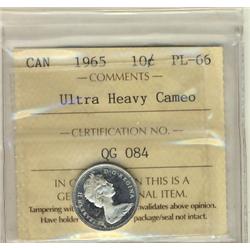 CAN 1965 10¢ PL-66
COMMENTS
Ultra Heavy Cameo
CERTIFICATION NO.
QG 084
IN C THIS IS A
GE NAL ITEM.
Tampering w validates above opinion.
Have holder package/seal not intact.
D·G·REGINA